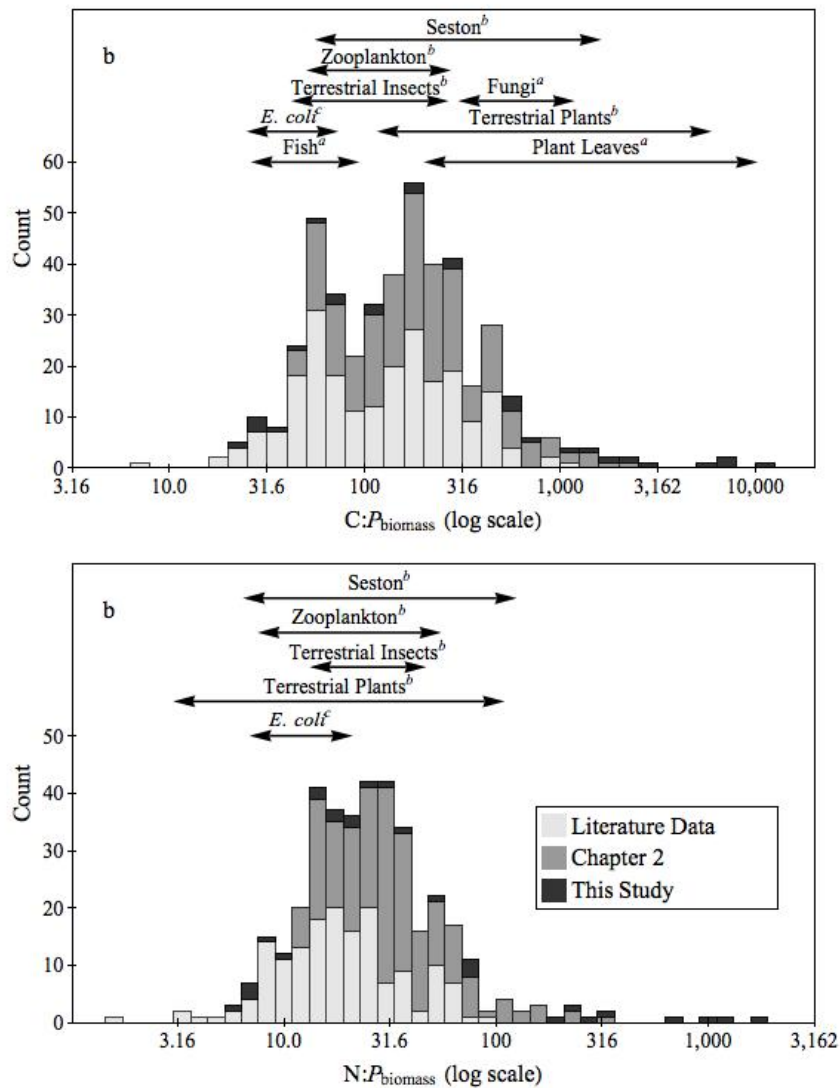 b
Seston^b
Zooplankton^b
Terrestrial Insects^b
Fungi^a
E. coli^c
Terrestrial Plants^b
Fish^a
Plant Leaves^a
60
50
40
30
20
10
0
Count
3.16 10.0 31.6 100 316 1,000 3,162 10,000
C:P_biomass (log scale)
b
Seston^b
Zooplankton^b
Terrestrial Insects^b
Terrestrial Plants^b
E. coli^c
50
40
30
20
10
0
Count
Literature Data
Chapter 2
This Study
3.16 10.0 31.6 100 316 1,000 3,162
N:P_biomass (log scale)